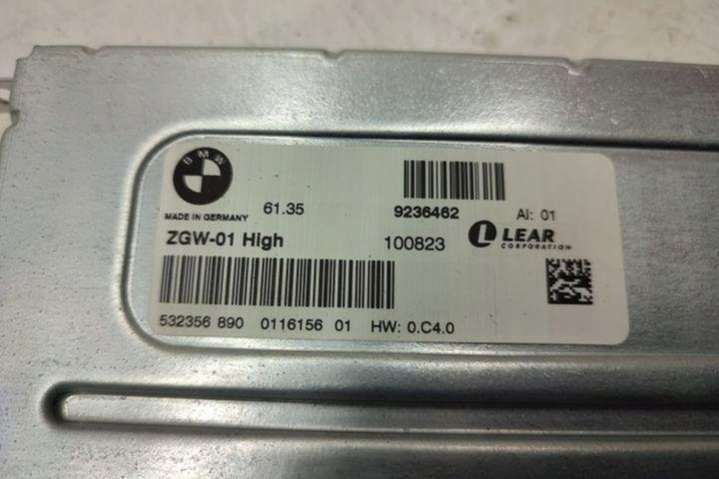 BMW
MADE IN GERMANY 61.35 9236462 AI: 01
ZGW-01 High 100823 LEAR
CORPORATION
532356 890 0116156 01 HW: 0.C4.0